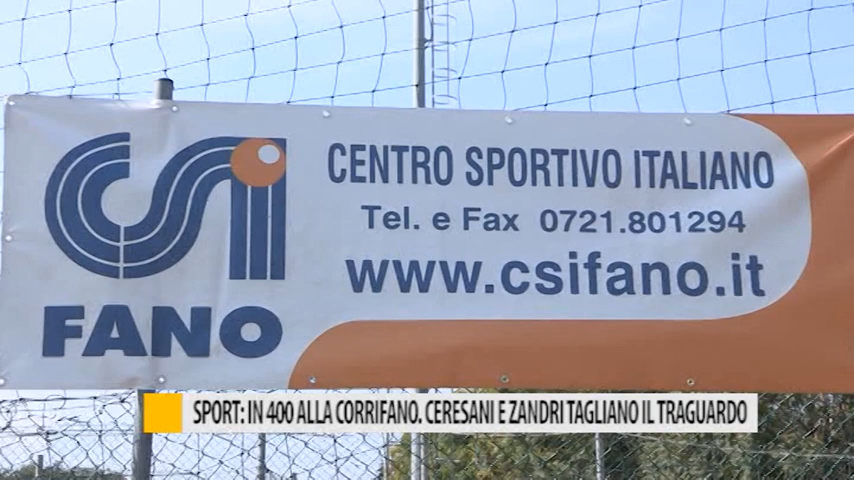 CSI
FANO
CENTRO SPORTIVO ITALIANO
Tel. e Fax 0721.801294
www.csifano.it
SPORT: IN 400 ALLA CORRIFANO. CERESANI E ZANDRI TAGLIANO IL TRAGUARDO